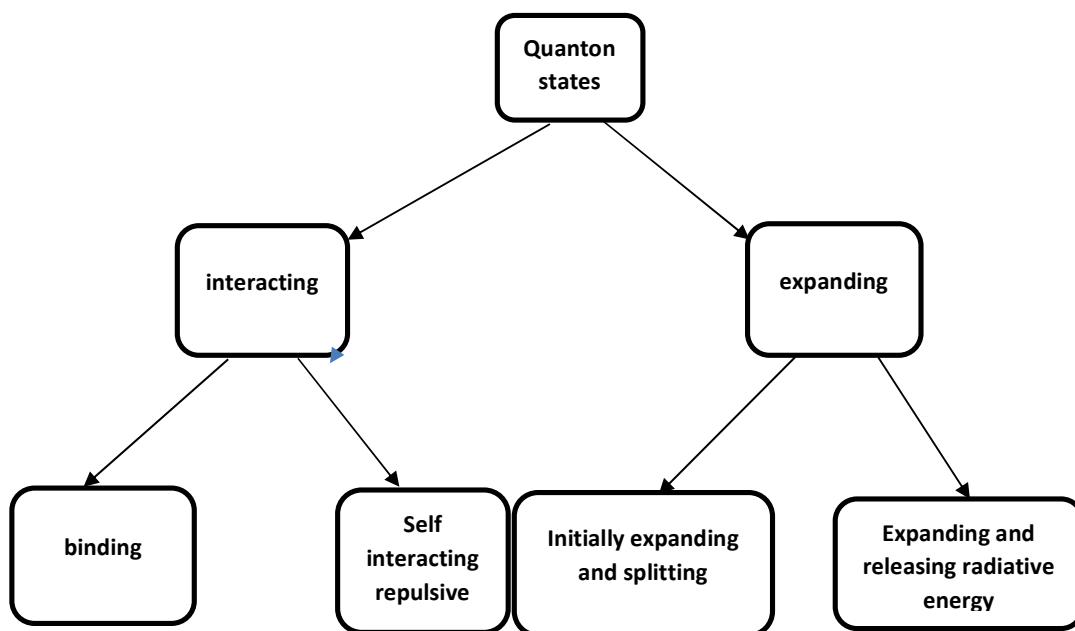 Quanton
states
interacting
expanding
binding
Self
interacting
repulsive
Initially expanding
and splitting
Expanding and
releasing radiative
energy